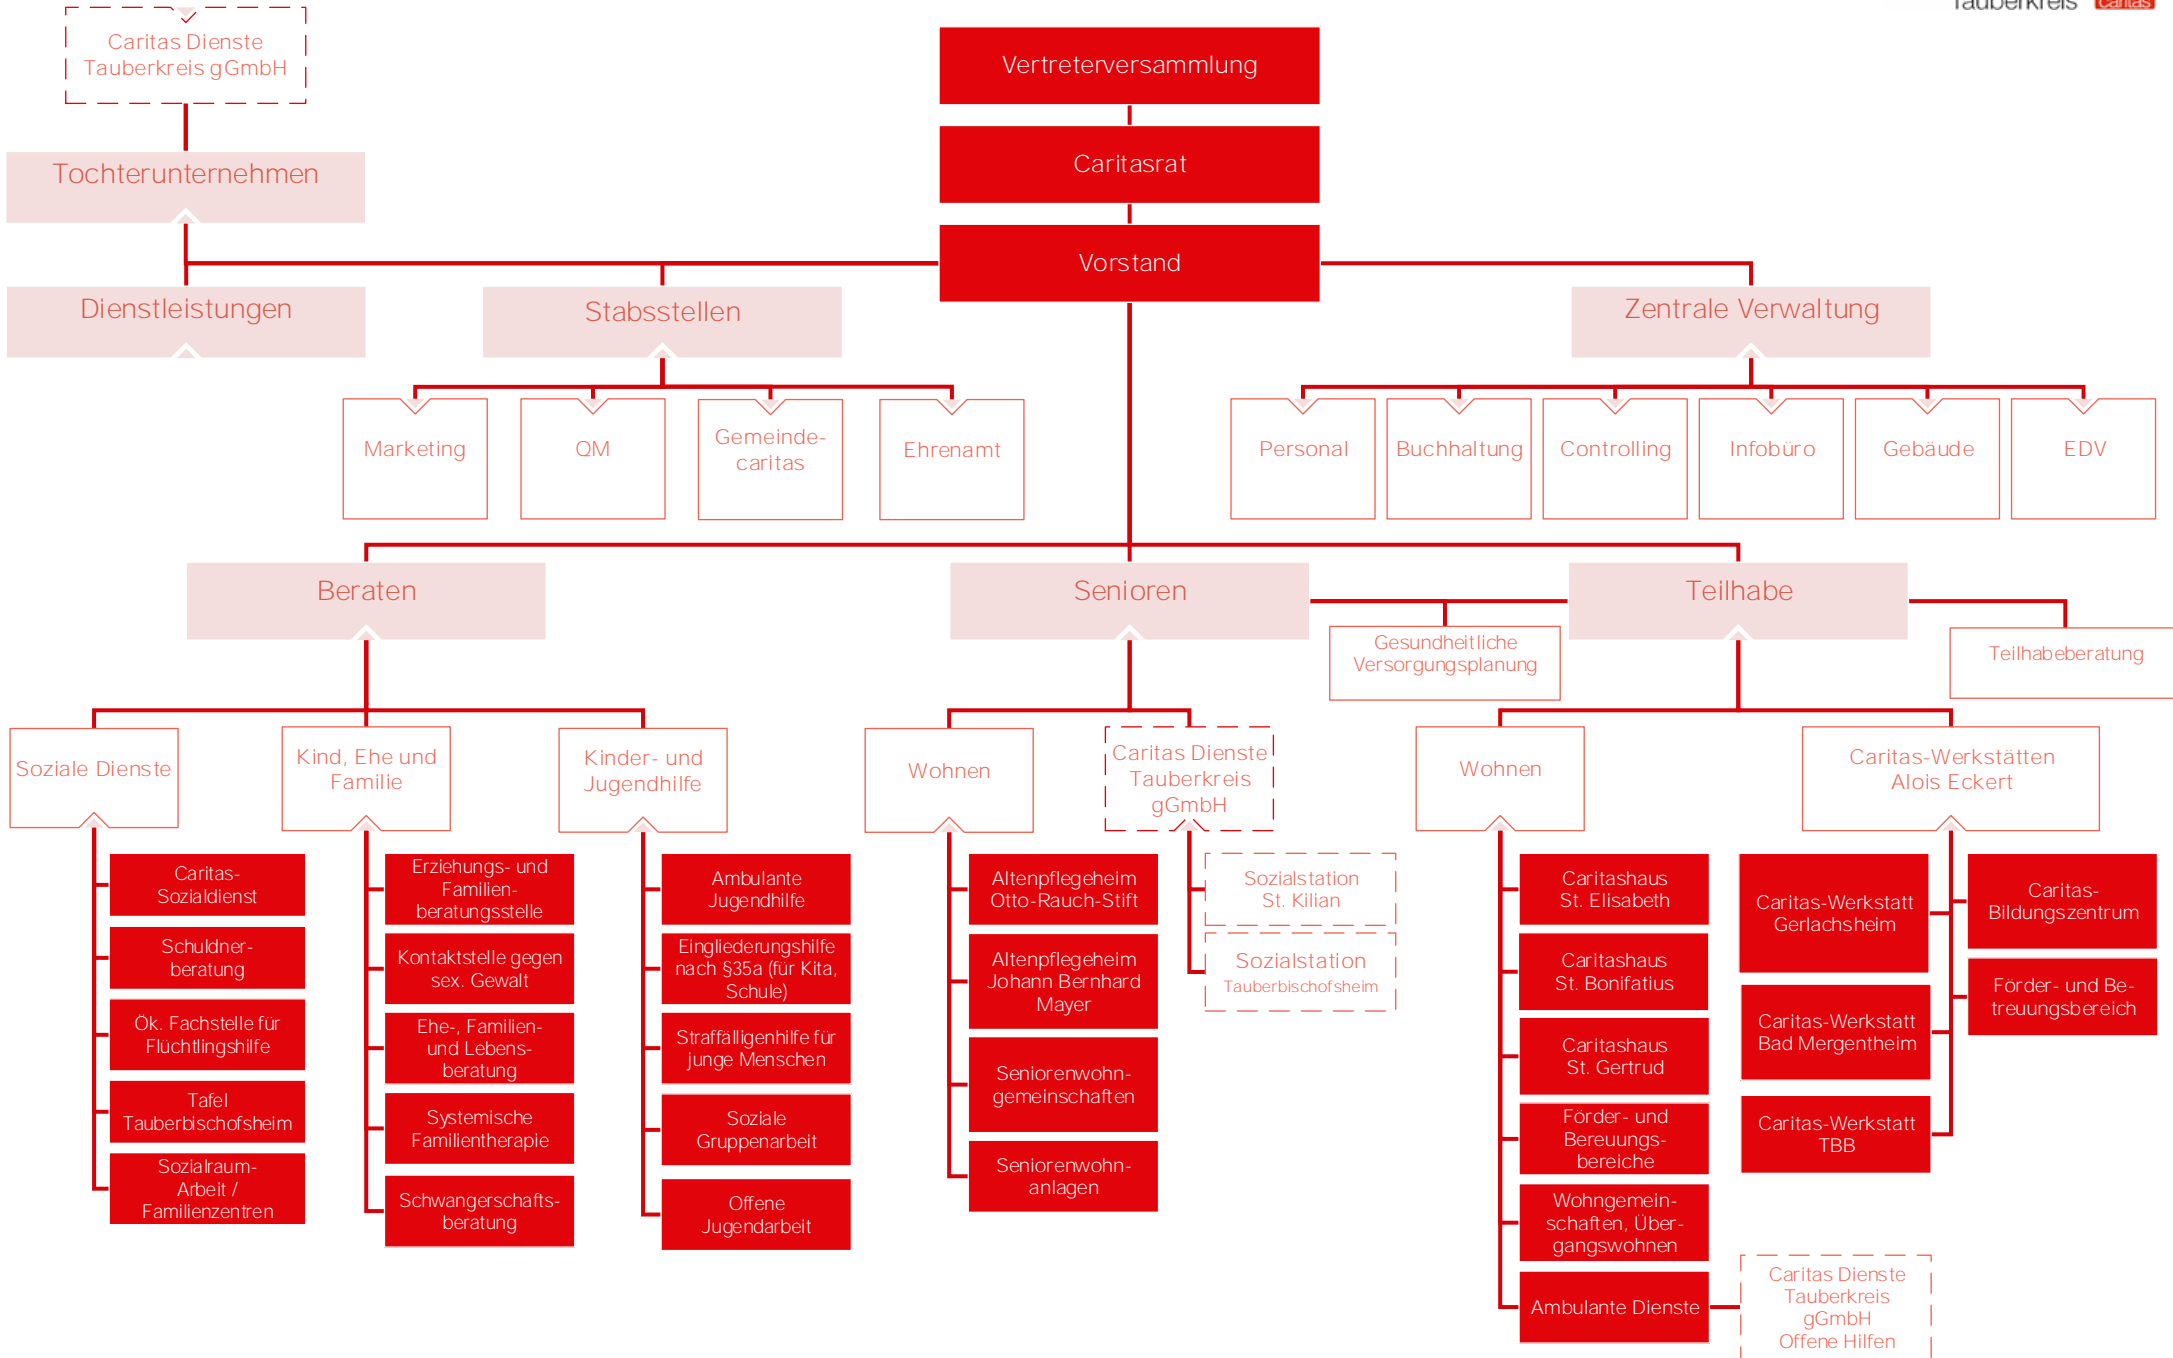 Tauberkreis
caritas
Caritas Dienste
Tauberkreis gGmbH
Vertreterversammlung
Caritasrat
Tochterunternehmen
Vorstand
Dienstleistungen
Stabsstellen
Zentrale Verwaltung
Marketing
QM
Gemeinde-
caritas
Ehrenamt
Personal
Buchhaltung
Controlling
Infobüro
Gebäude
EDV
Beraten
Senioren
Teilhabe
Gesundheitliche
Versorgungsplanung
Teilhabeberatung
Soziale Dienste
Kind, Ehe und
Familie
Kinder- und
Jugendhilfe
Wohnen
Caritas Dienste
Tauberkreis
gGmbH
Wohnen
Caritas-Werkstätten
Alois Eckert
Caritas-
Sozialdienst
Schuldner-
beratung
Ök. Fachstelle für
Flüchtlingshilfe
Tafel
Tauberbischofsheim
Sozialraum-
Arbeit /
Familienzentren
Erziehungs- und
Familien-
beratungsstelle
Kontaktstelle gegen
sex. Gewalt
Ehe-, Familien-
und Lebens-
beratung
Systemische
Familientherapie
Schwangerschafts-
beratung
Ambulante
Jugendhilfe
Eingliederungshilfe
nach §35a (für Kita,
Schule)
Straffälligenhilfe für
junge Menschen
Soziale
Gruppenarbeit
Offene
Jugendarbeit
Altenpflegeheim
Otto-Rauch-Stift
Altenpflegeheim
Johann Bernhard
Mayer
Seniorenwohn-
gemeinschaften
Seniorenwohn-
anlagen
Sozialstation
St. Kilian
Sozialstation
Tauberbischofsheim
Caritashaus
St. Elisabeth
Caritashaus
St. Bonifatius
Caritashaus
St. Gertrud
Förder- und
Bereuungs-
bereiche
Wohngemein-
schaften, Über-
gangswohnen
Ambulante Dienste
Caritas Dienste
Tauberkreis
gGmbH
Offene Hilfen
Caritas-Werkstatt
Gerlachsheim
Caritas-Werkstatt
Bad Mergentheim
Caritas-Werkstatt
TBB
Caritas-
Bildungszentrum
Förder- und Be-
treuungsbereich